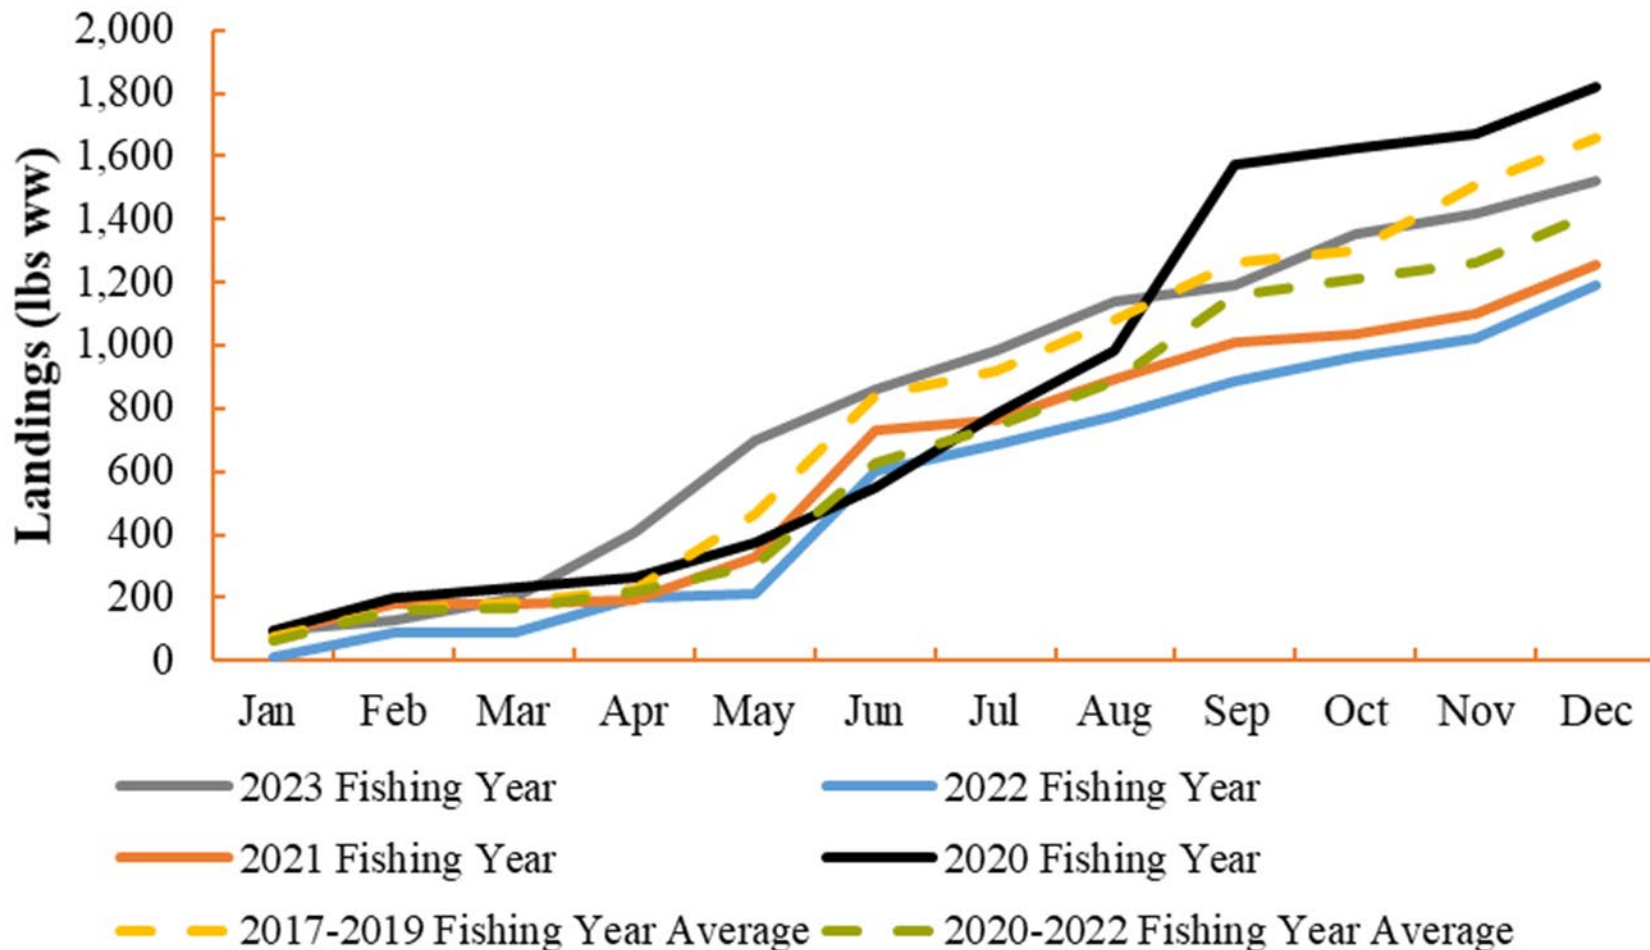 2,000
1,800
1,600
1,400
1,200
1,000
800
600
400
200
0
Landings (lbs ww)
Jan Feb Mar Apr May Jun Jul Aug Sep Oct Nov Dec
2023 Fishing Year 2022 Fishing Year
2021 Fishing Year 2020 Fishing Year
2017-2019 Fishing Year Average 2020-2022 Fishing Year Average